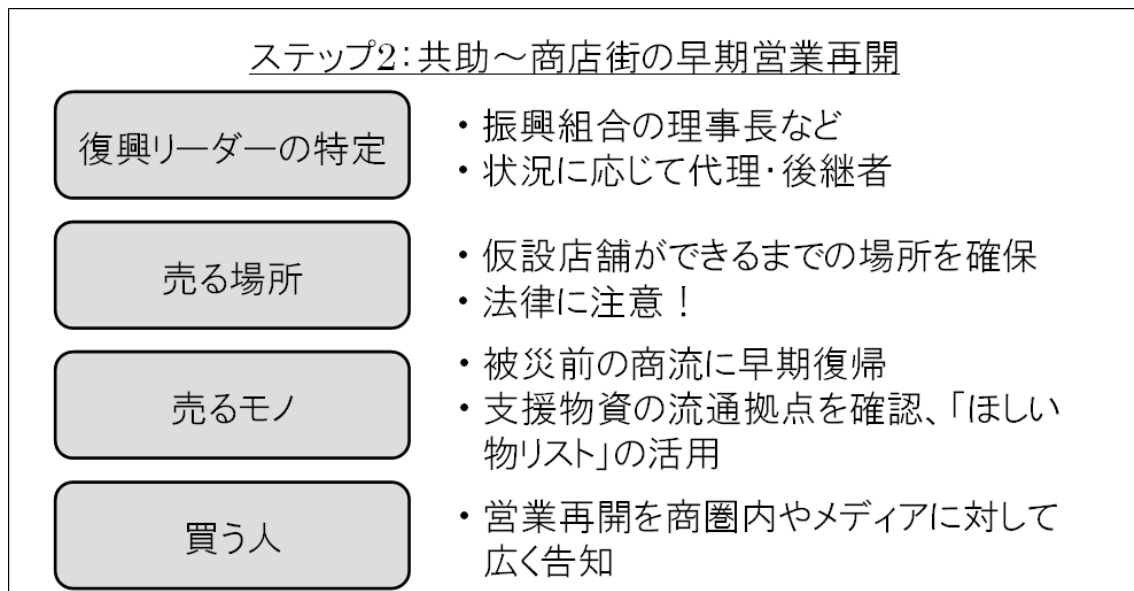 ステップ2:共助～商店街の早期営業再開
復興リーダーの特定
・振興組合の理事長など
・状況に応じて代理・後継者
売る場所
・仮設店舗ができるまでの場所を確保
・法律に注意！
売るモノ
・被災前の商流に早期復帰
・支援物資の流通拠点を確認、「ほしい
物リスト」の活用
買う人
・営業再開を商圏内やメディアに対して
広く告知